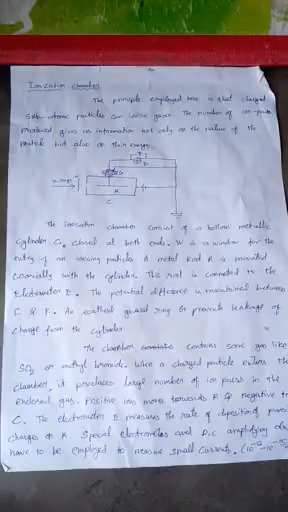 Ionization chamber
The principle employed here is that charged
Sub-atomic particles can ionise gases. The number of ion-pairs
produced gives us information not only on the nature of the
particle but also on their energy.
E
D
G
W
R
C
The ionisation chamber consist of a hollow metallic
cylinder C, closed at both ends. W is a window for the
entry of an ionising particles. A metal Rod R is mounted
coaxially with the cylinder. The rod is connected to the
Electrometer E. The potential difference is maintained between
C & R. An earthed guard ring G prevents leakage of
charge from the cylinder
The chamber contains some gas like
SO2 or methyl bromide. When a charged particle enters the
chamber, it produces large number of ion pairs in the
enclosed gas. Positive ions move towards R & negative to
C. The electrometer E measures the rate of deposition of
charges on R. Special electrometers and D.C amplifying
have to be employed to measure small currents. (10-12-10-15